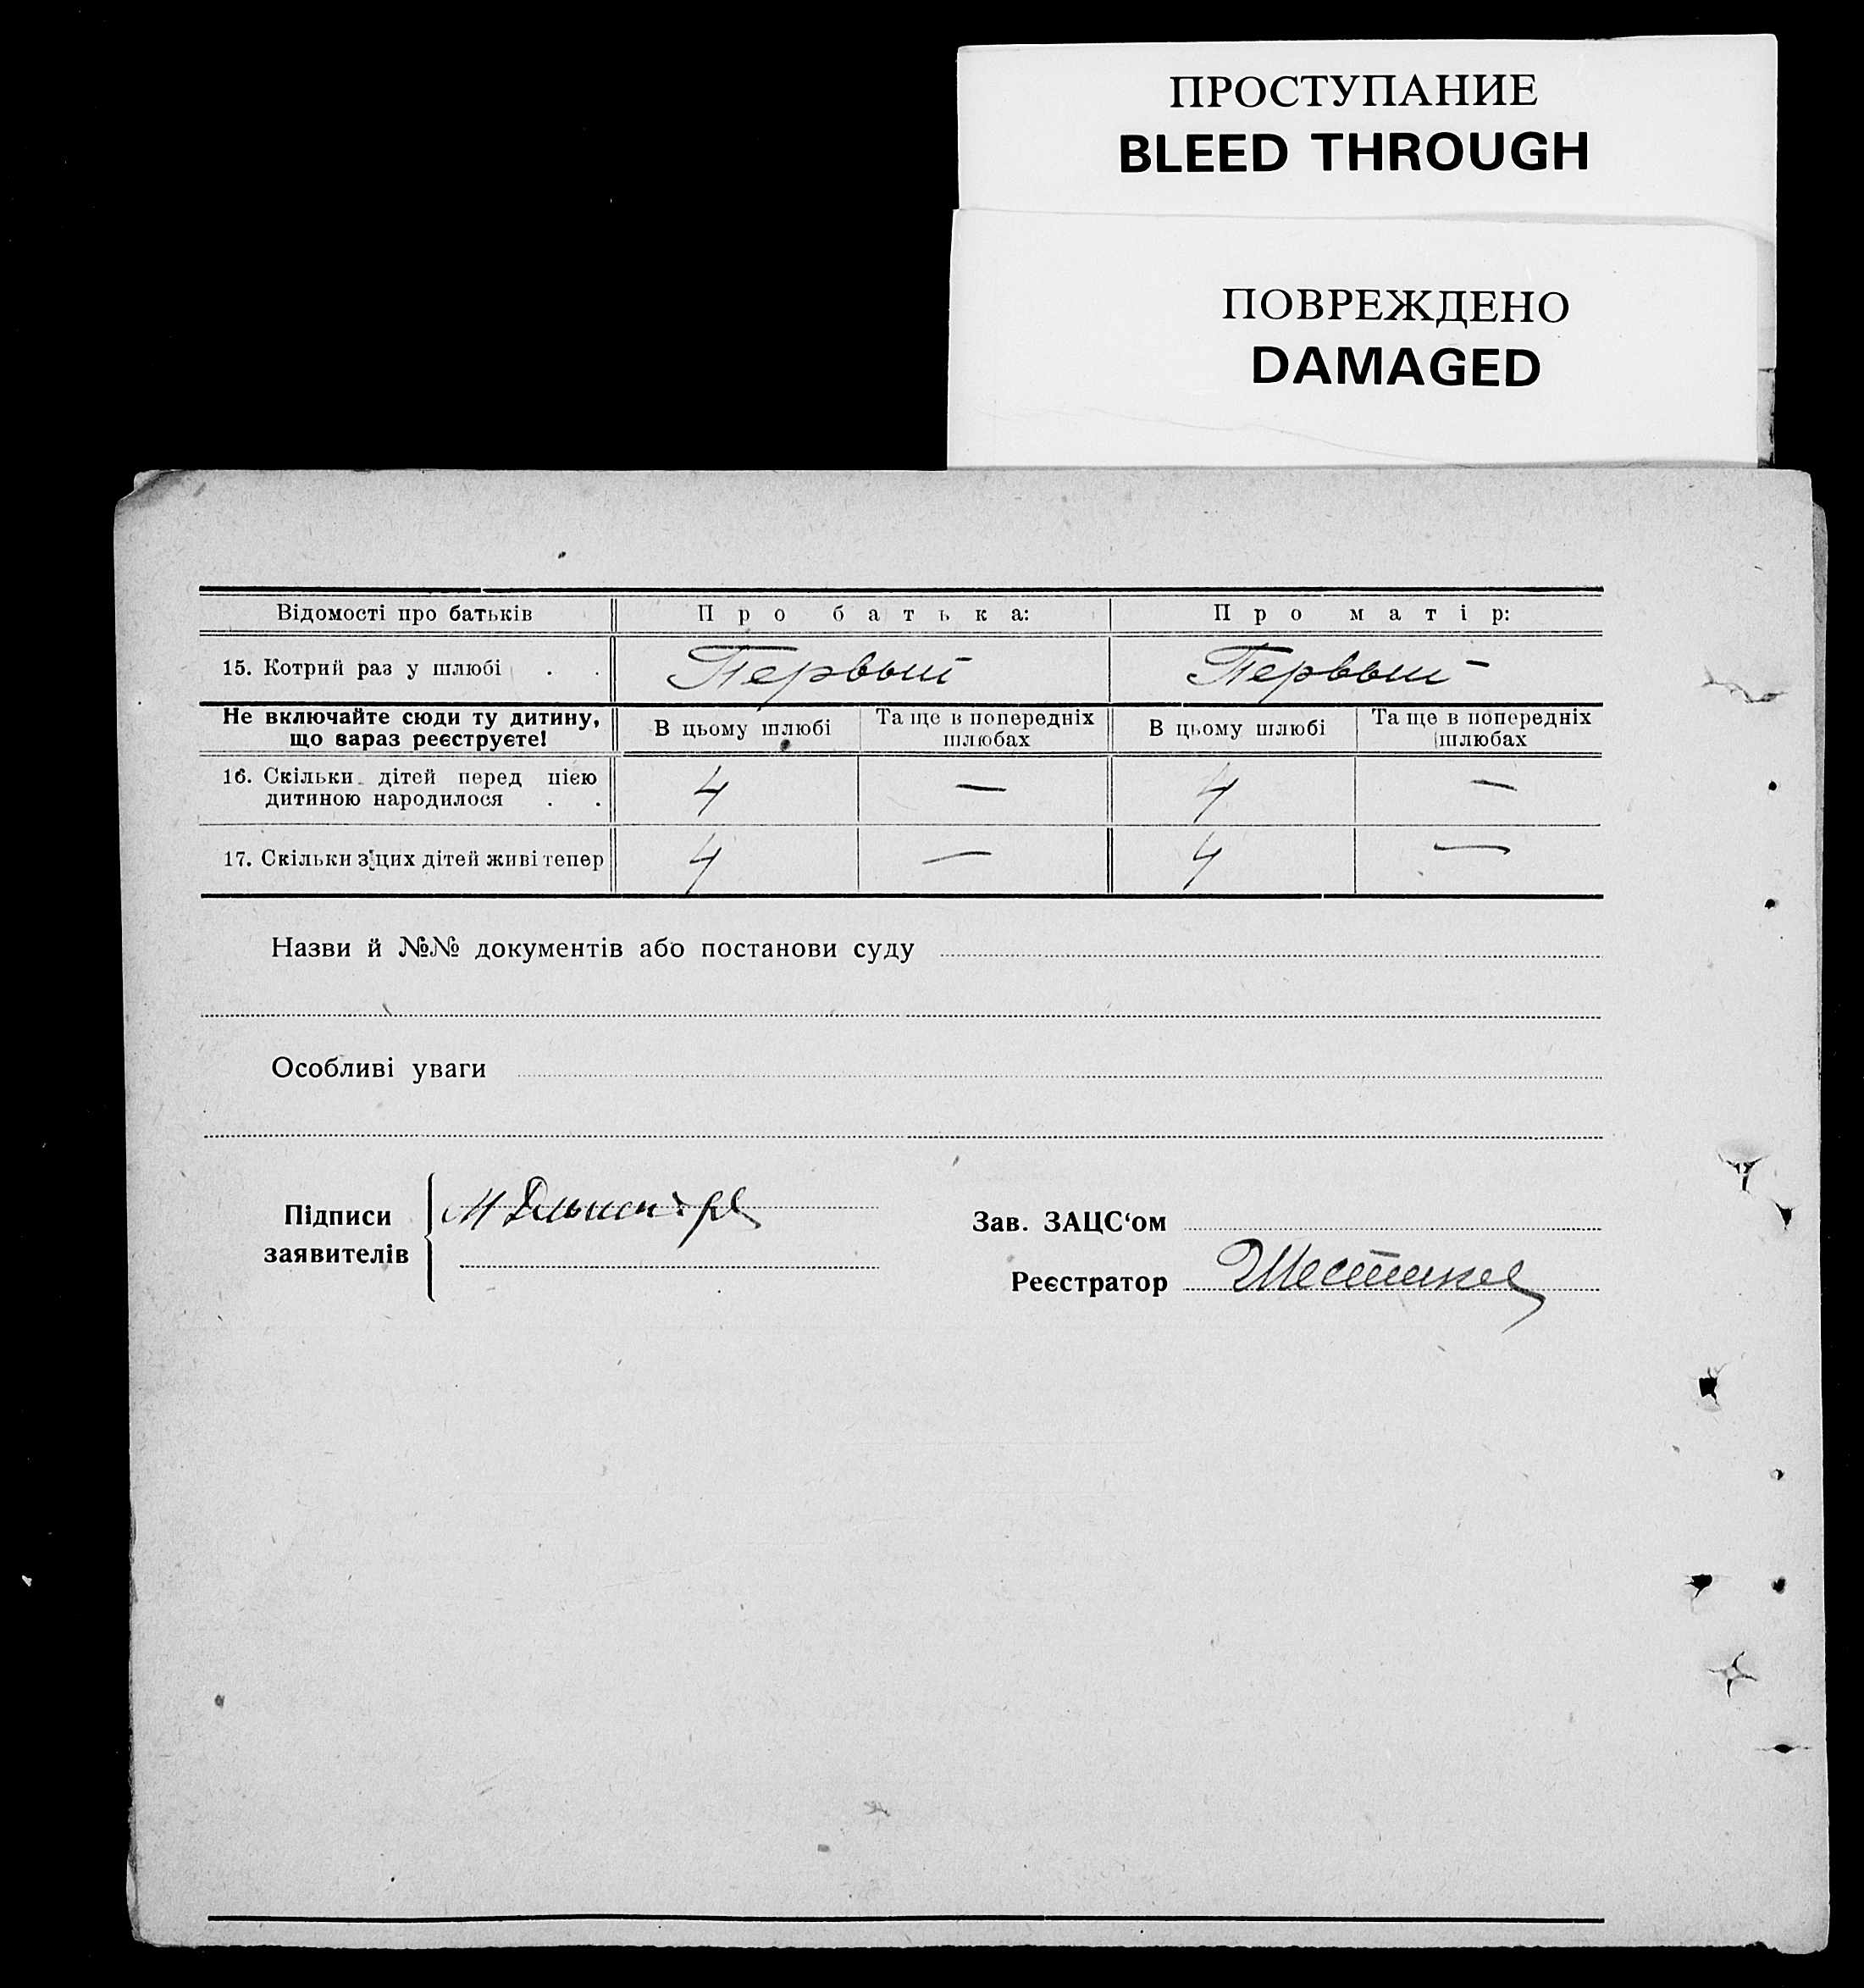 ПРОСТУПАНИЕ
BLEED THROUGH
ПОВРЕЖДЕНО
DAMAGED
Відомості про батьків Про батька: Про матір:
15. Котрий раз у шлюбі . . Первый Первый
Не включайте сюди ту дитину, що зараз реєструєте! В цьому шлюбі Та ще в попередніх шлюбах В цьому шлюбі Та ще в попередніх шлюбах
16. Скільки дітей перед цією
дитиною народилося . . 4 — 4 —
17. Скільки з цих дітей живі тепер 4 — 4 —
Назви й №№ документів або постанови суду
Особливі уваги
Підписи
заявителів
М
Зав. ЗАЦС‘ом
Реєстратор